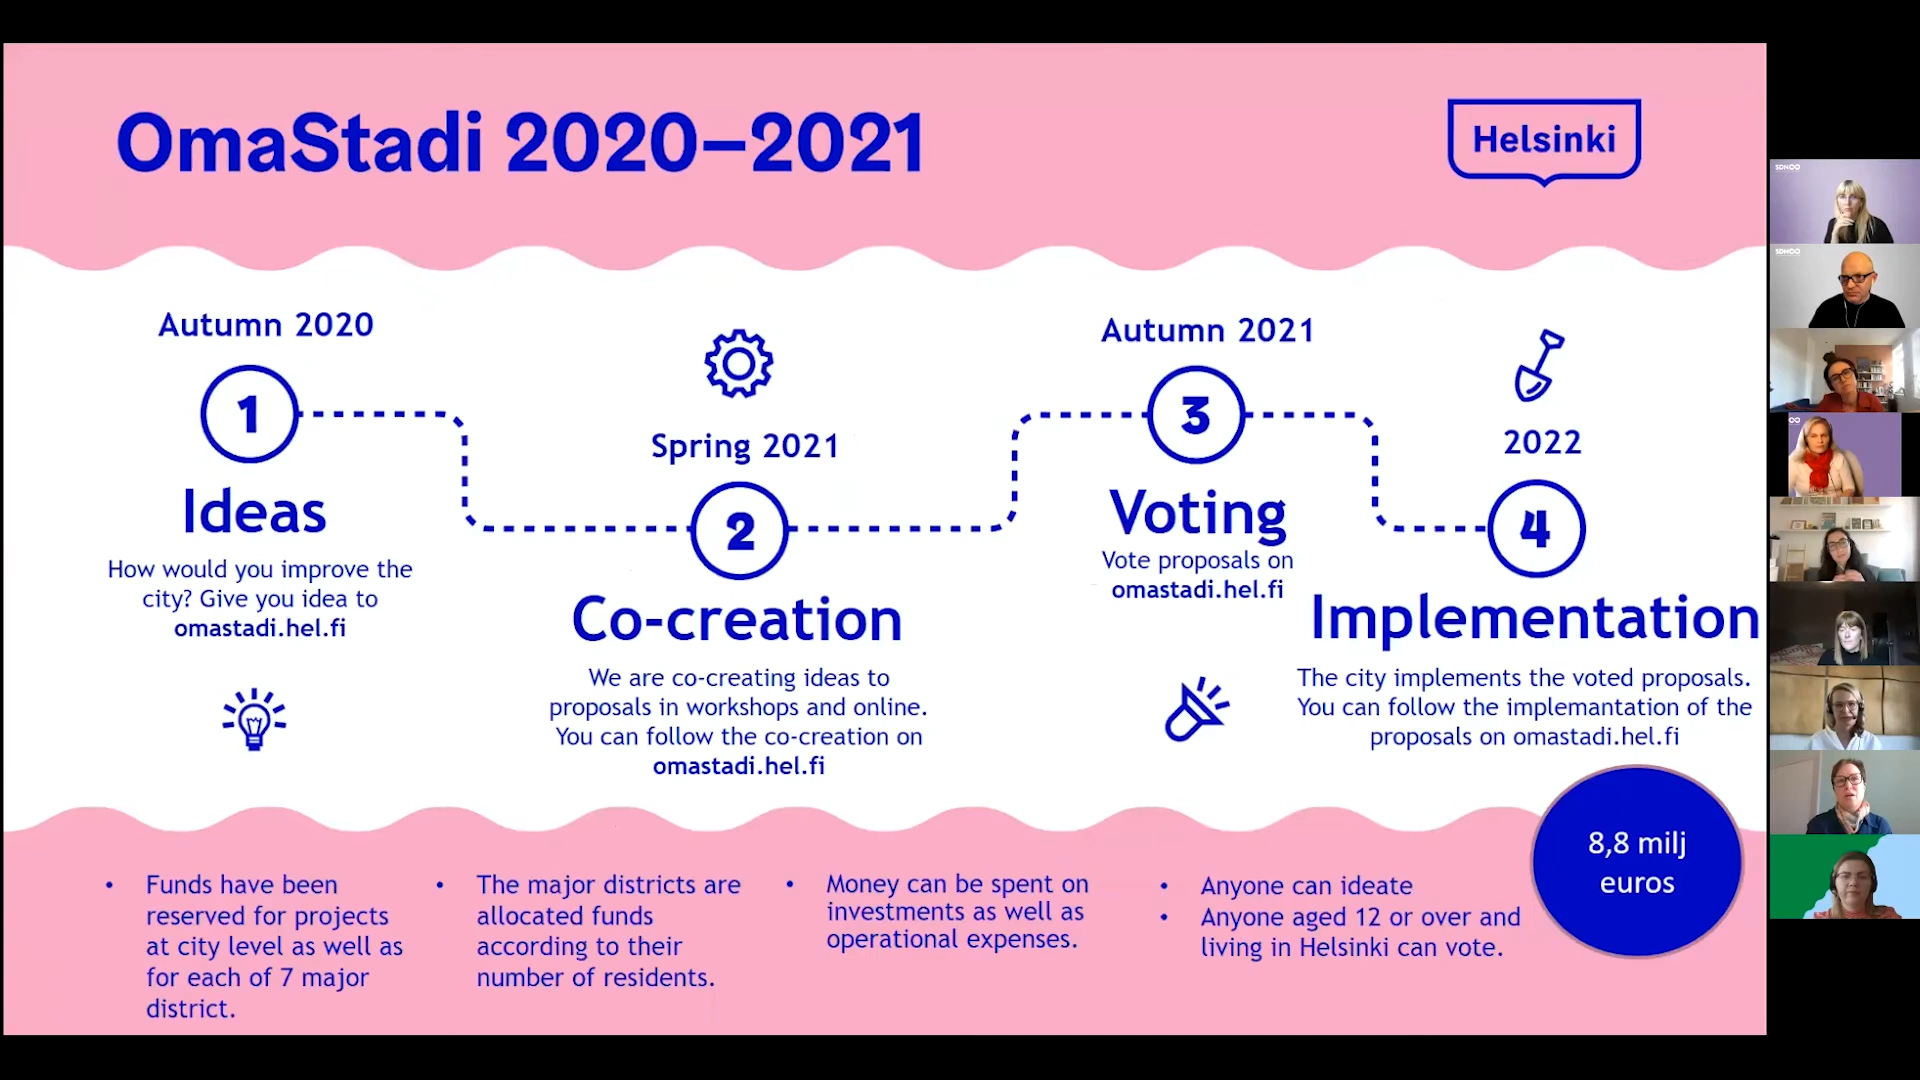 OmaStadi 2020–2021
Helsinki
Autumn 2020
1
Ideas
How would you improve the
city? Give you idea to
omastadi.hel.fi
Spring 2021
2
Co-creation
We are co-creating ideas to
proposals in workshops and online.
You can follow the co-creation on
omastadi.hel.fi
Autumn 2021
3
Voting
Vote proposals on
omastadi.hel.fi
2022
4
Implementation
The city implements the voted proposals.
You can follow the implemantation of the
proposals on omastadi.hel.fi
8,8 milj
euros
• Funds have been
reserved for projects
at city level as well as
for each of 7 major
district.
• The major districts are
allocated funds
according to their
number of residents.
• Money can be spent on
investments as well as
operational expenses.
• Anyone can ideate
• Anyone aged 12 or over and
living in Helsinki can vote.